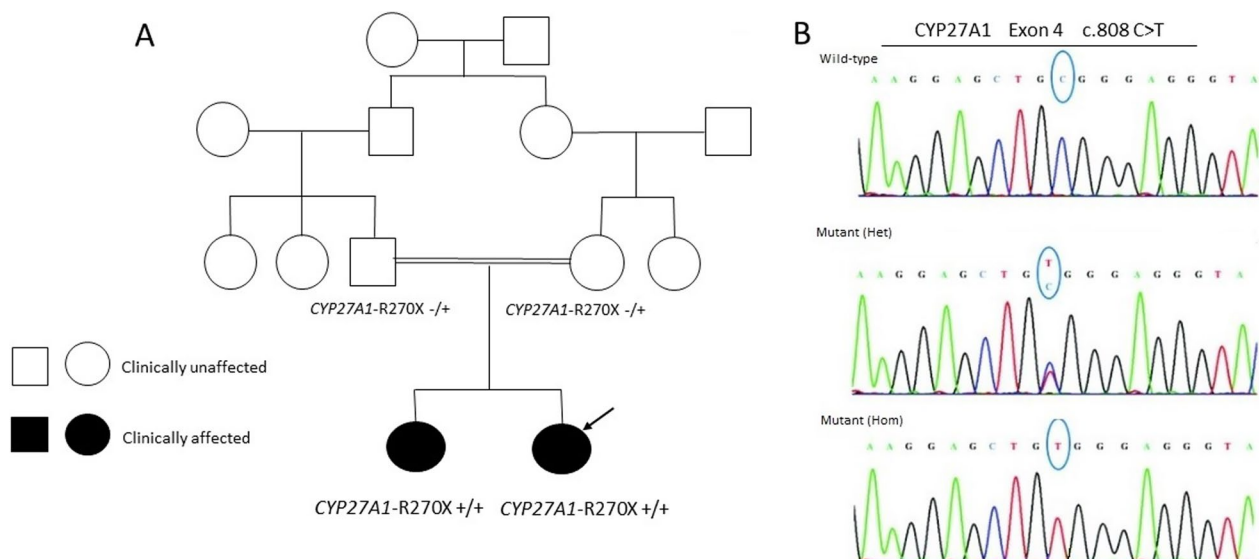 A
CYP27A1-R270X -/+
CYP27A1-R270X -/+
Clinically unaffected
Clinically affected
CYP27A1-R270X +/+
CYP27A1-R270X +/+
B
CYP27A1 Exon 4 c.808 C>T
Wild-type
A A G G A G C T G C G G G A G G G T A
Mutant (Het)
T
A A G G A G C T G G G G A G G G T A
C
Mutant (Hom)
A A G G A G C T G T G G G A G G G T A